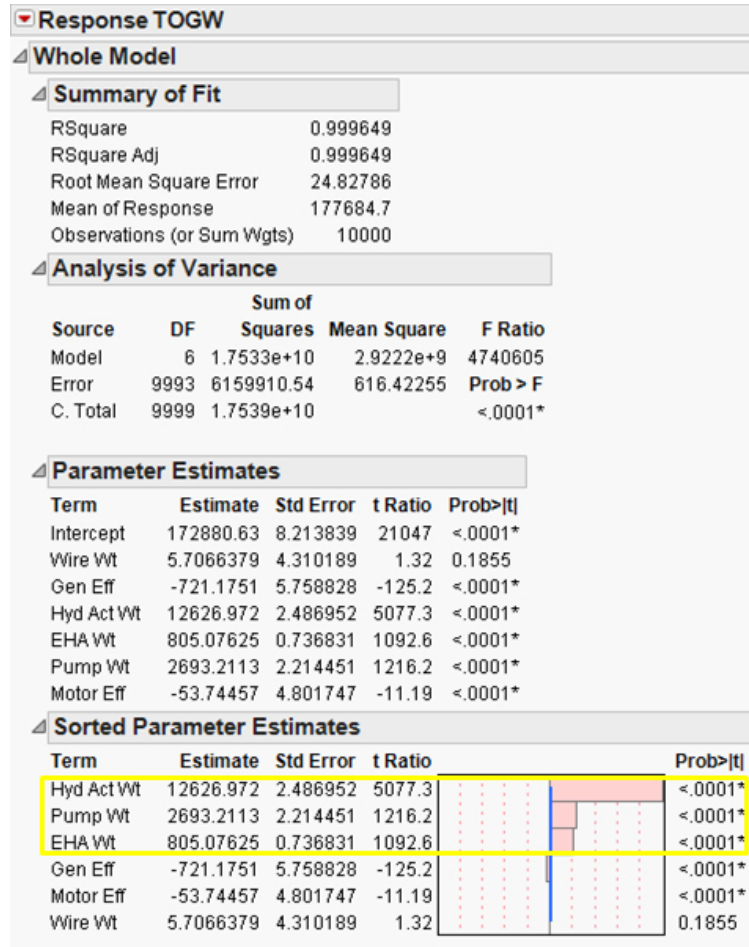 Response TOGW
Whole Model
Summary of Fit
RSquare 0.999649
RSquare Adj 0.999649
Root Mean Square Error 24.82786
Mean of Response 177684.7
Observations (or Sum Wgts) 10000
Analysis of Variance
Sum of
Source DF Squares Mean Square F Ratio
Model 6 1.7533e+10 2.9222e+9 4740605
Error 9993 6159910.54 616.42255 Prob > F
C. Total 9999 1.7539e+10 <.0001*
Parameter Estimates
Term Estimate Std Error t Ratio Prob>|t|
Intercept 172880.63 8.213839 21047 <.0001*
Wire Wt 5.7066379 4.310189 1.32 0.1855
Gen Eff -721.1751 5.758828 -125.2 <.0001*
Hyd Act Wt 12626.972 2.486952 5077.3 <.0001*
EHA Wt 805.07625 0.736831 1092.6 <.0001*
Pump Wt 2693.2113 2.214451 1216.2 <.0001*
Motor Eff -53.74457 4.801747 -11.19 <.0001*
Sorted Parameter Estimates
Term Estimate Std Error t Ratio Prob>|t|
Hyd Act Wt 12626.972 2.486952 5077.3 <.0001*
Pump Wt 2693.2113 2.214451 1216.2 <.0001*
EHA Wt 805.07625 0.736831 1092.6 <.0001*
Gen Eff -721.1751 5.758828 -125.2 <.0001*
Motor Eff -53.74457 4.801747 -11.19 <.0001*
Wire Wt 5.7066379 4.310189 1.32 0.1855